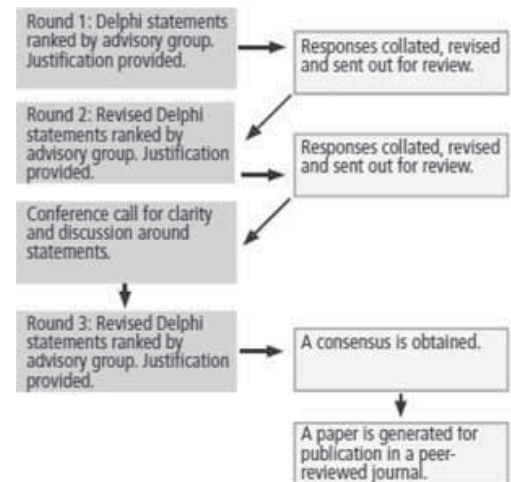 Round 1: Delphi statements
ranked by advisory group.
Justification provided.
Responses collated, revised
and sent out for review.
Round 2: Revised Delphi
statements ranked by
advisory group. Justification
provided.
Responses collated, revised
and sent out for review.
Conference call for clarity
and discussion around
statements.
Round 3: Revised Delphi
statements ranked by
advisory group. Justification
provided.
A consensus is obtained.
A paper is generated for
publication in a peer-
reviewed journal.